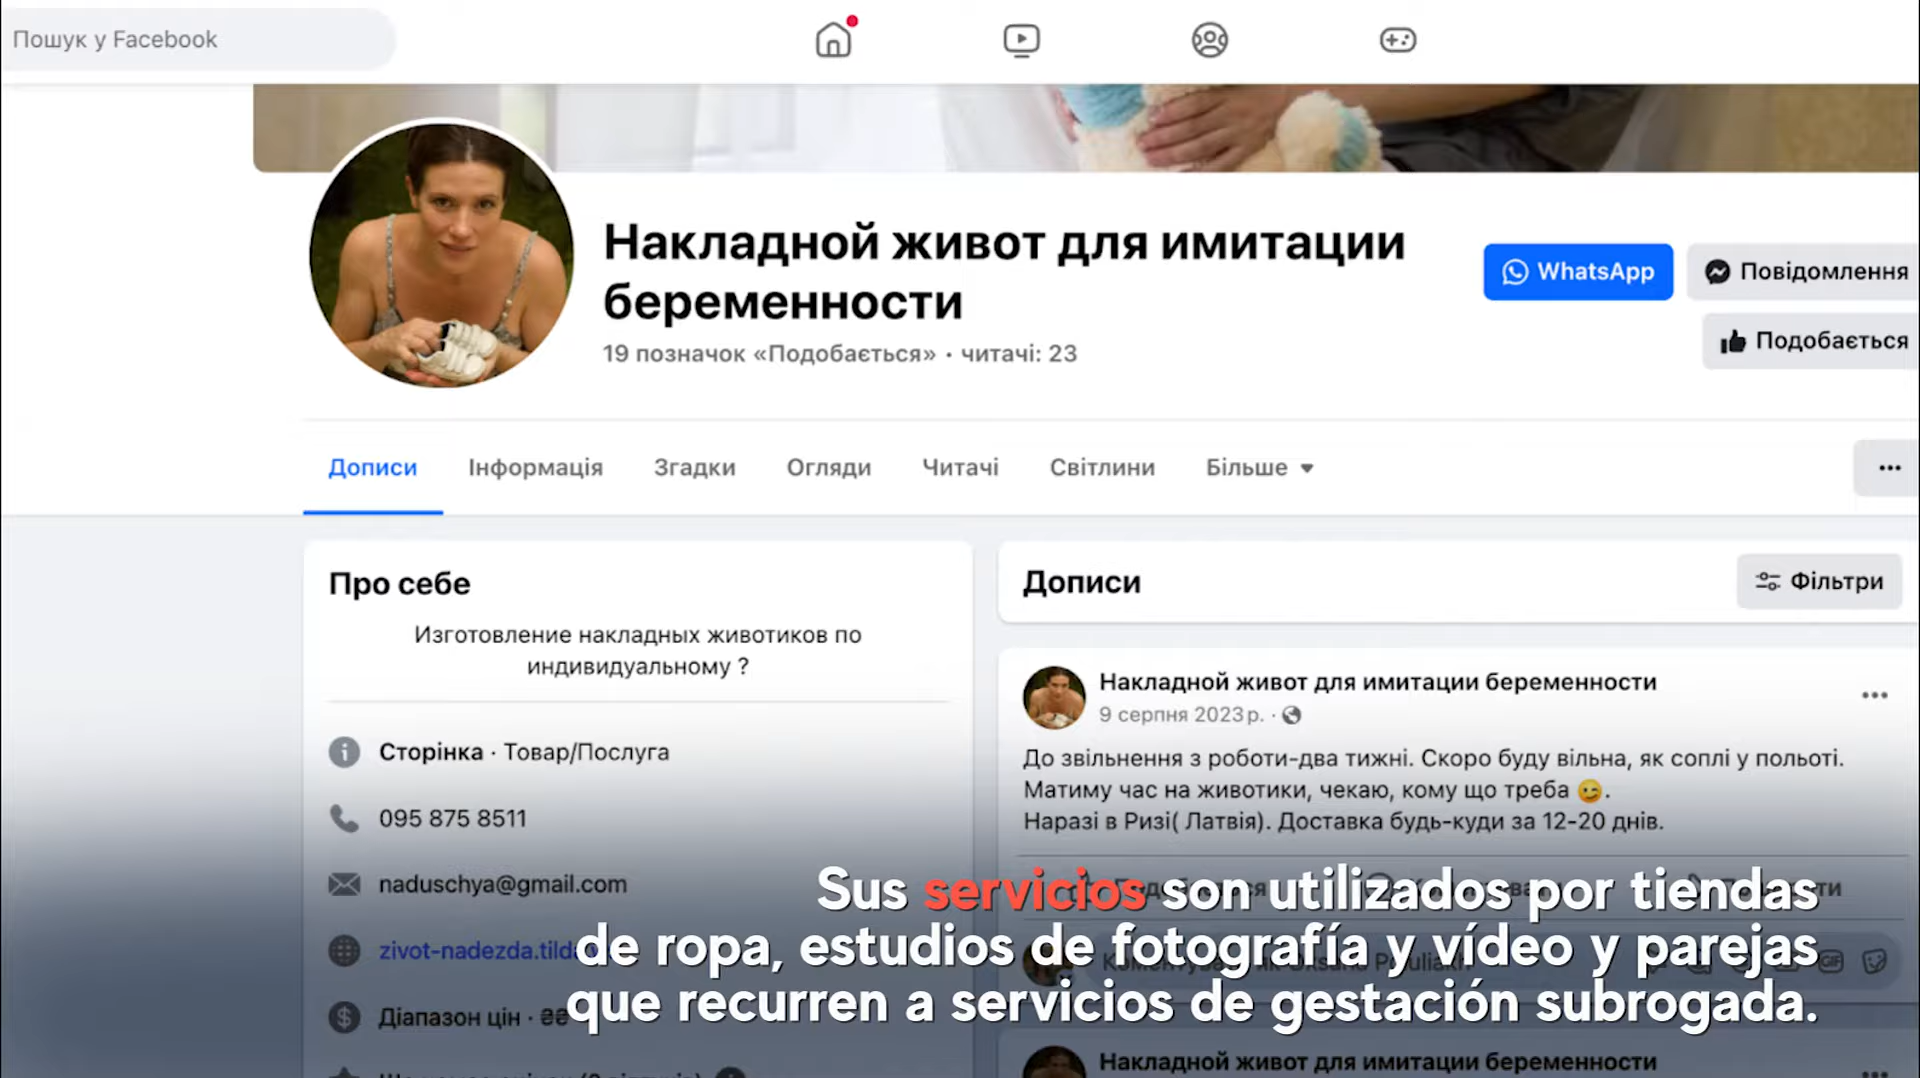 Пошук у Facebook
Накладной живот для имитации
беременности
19 позначок «Подобається» • читачі: 23
WhatsApp
Повідомлення
Подобається
Дописи Інформація Згадки Огляди Читачі Світлини Більше
Про себе
Изготовление накладных животиков по
индивидуальному ?
Сторінка · Товар/Послуга
095 875 8511
naduschya@gmail.com
zivot-nadezda.tild
Діапазон цін · ₴₴
Дописи
Фільтри
Накладной живот для имитации беременности
9 серпня 2023 р. ·
До звільнення з роботи-два тижні. Скоро буду вільна, як соплі у польоті.
Матиму час на животики, чекаю, кому що треба 😉.
Наразі в Ризі( Латвія). Доставка будь-куди за 12-20 днів.
Sus servicios son utilizados por tiendas
de ropa, estudios de fotografía y vídeo y parejas
que recurren a servicios de gestación subrogada.
GIF
Накладной живот для имитации беременности